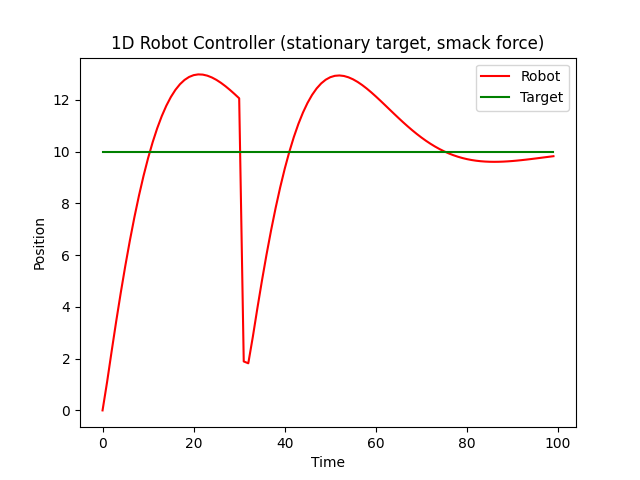 1D Robot Controller (stationary target, smack force)
Robot
Target
Position
12
10
8
6
4
2
0
0 20 40 60 80 100
Time